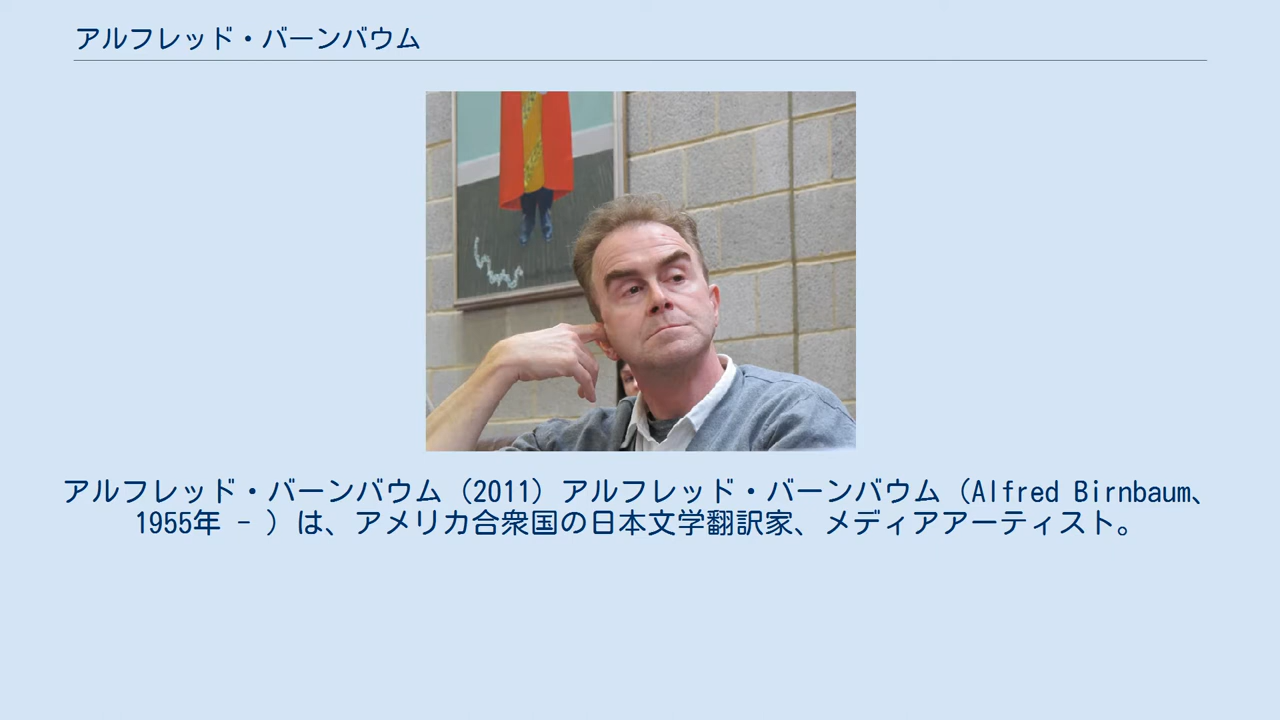 アルフレッド・バーンバウム
アルフレッド・バーンバウム（2011）アルフレッド・バーンバウム（Alfred Birnbaum、
1955年 - ）は、アメリカ合衆国の日本文学翻訳家、メディアアーティスト。